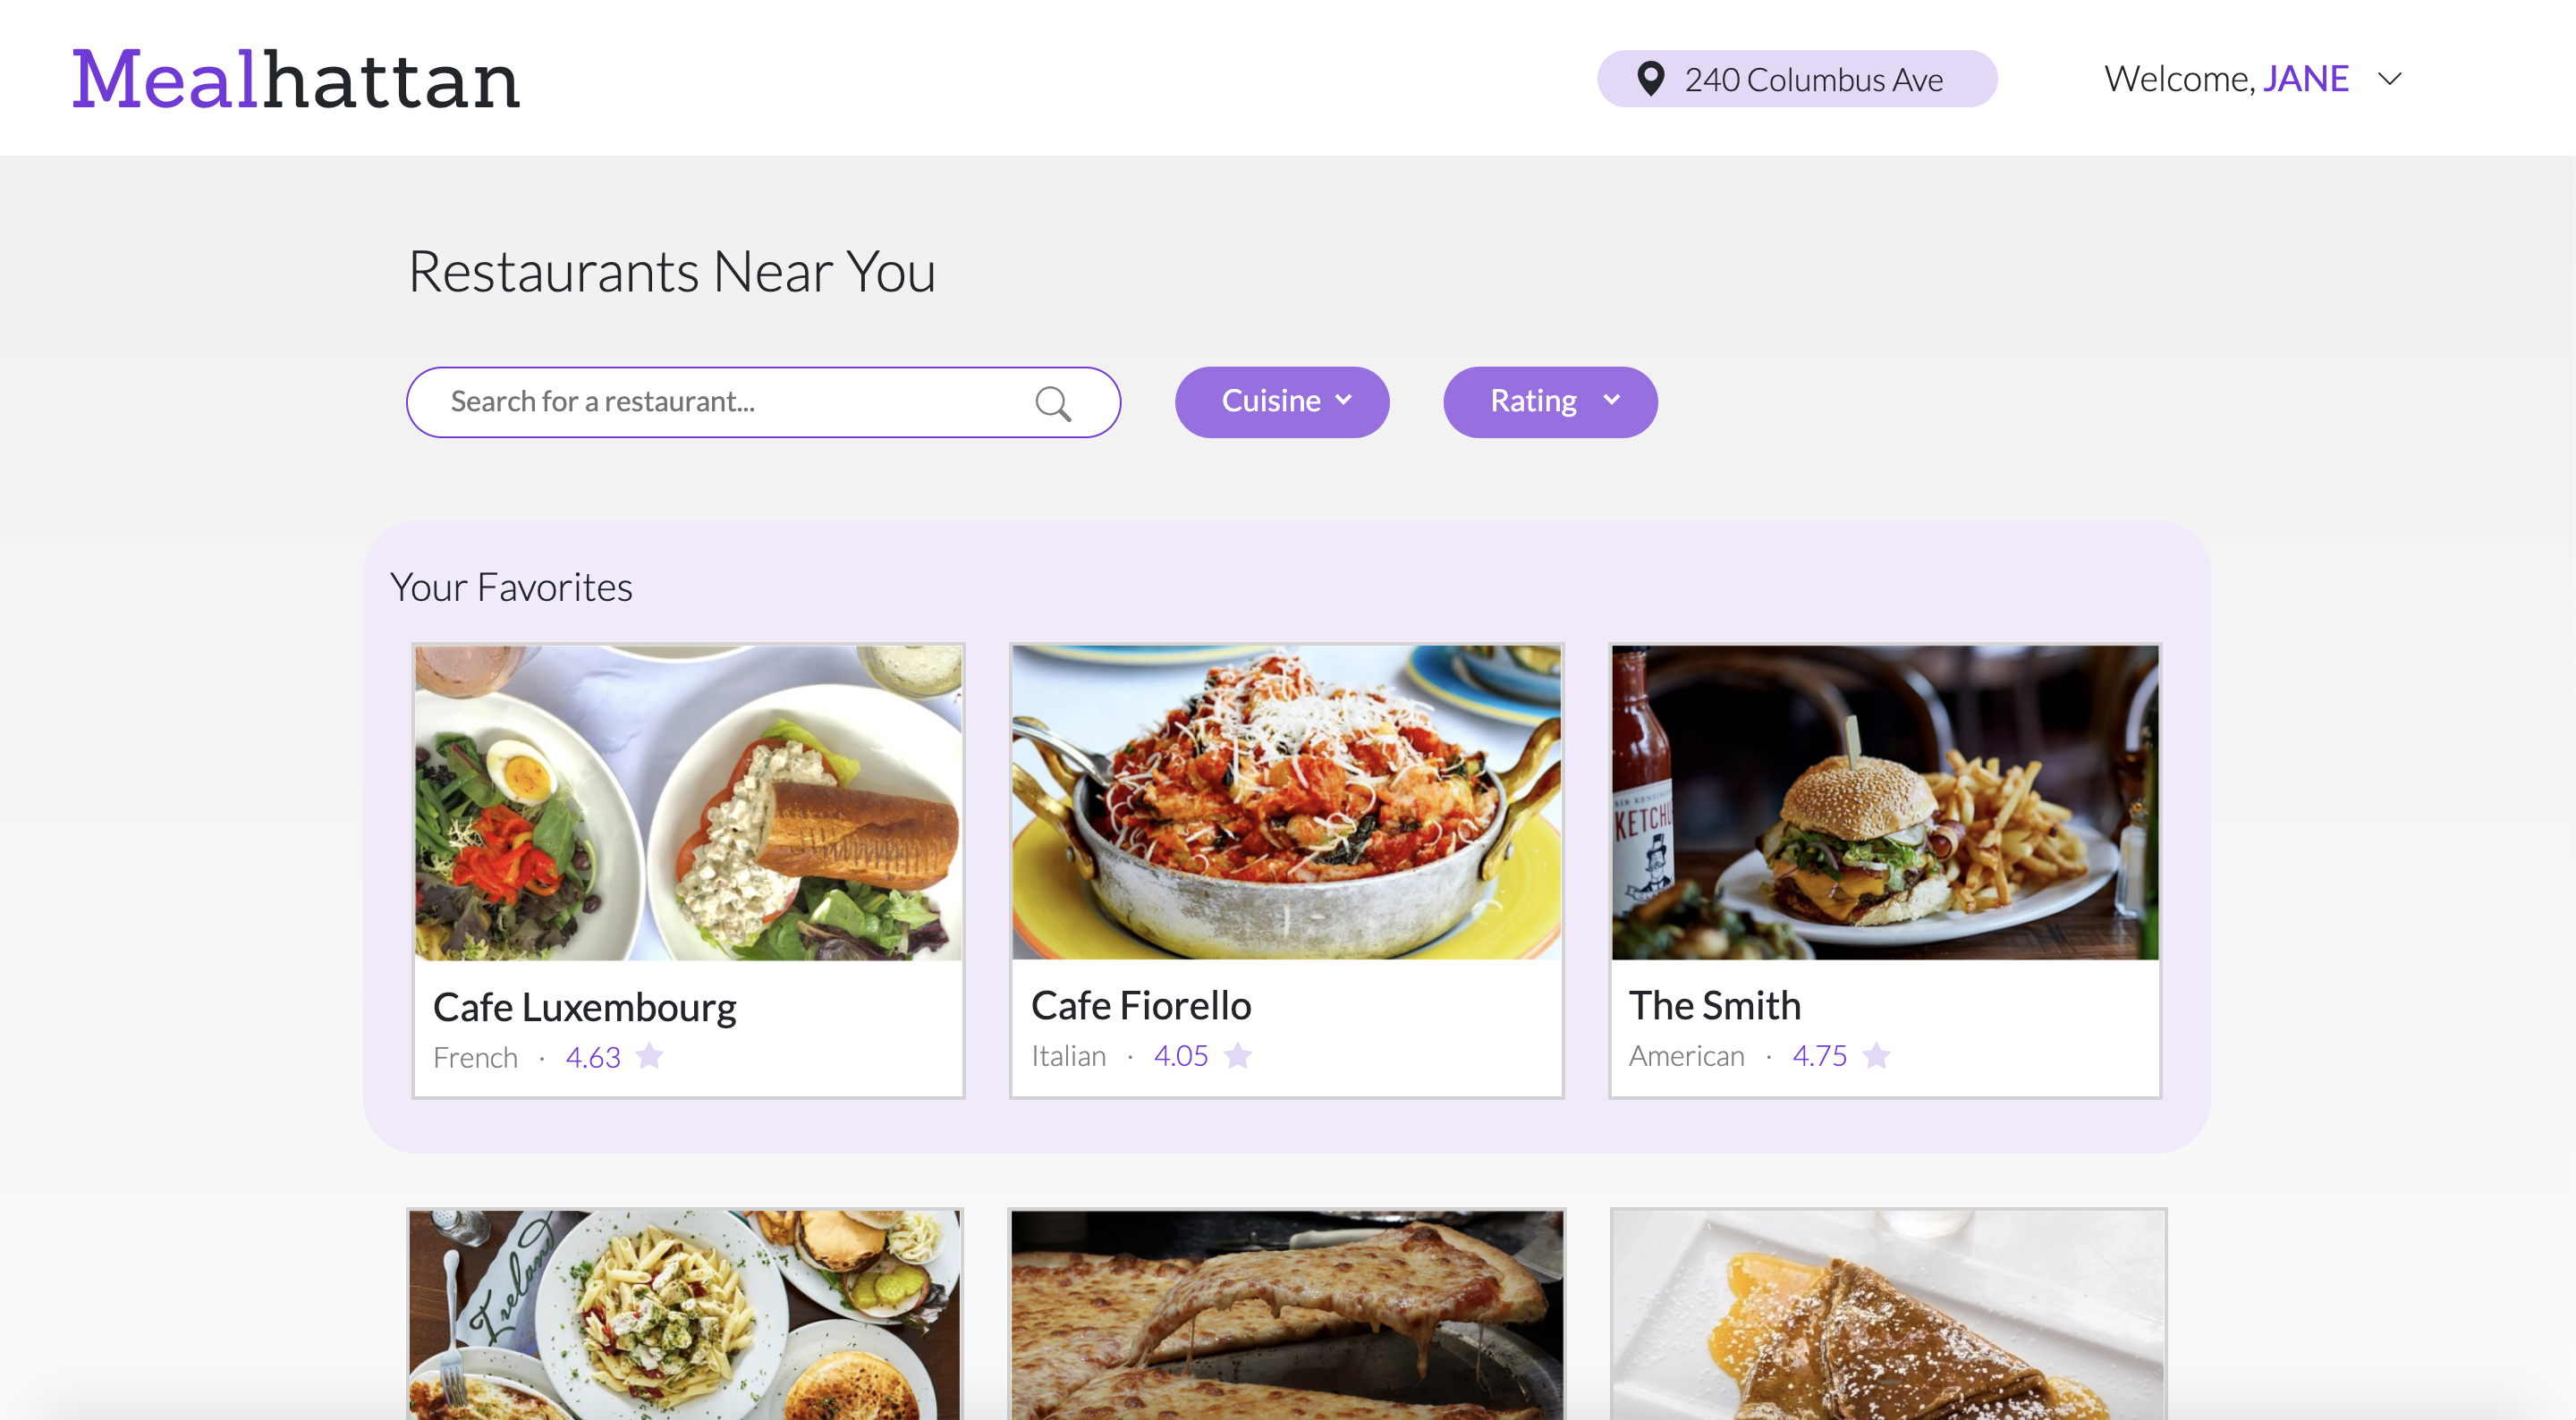 Mealhattan
240 Columbus Ave
Welcome, JANE
Restaurants Near You
Search for a restaurant...
Cuisine
Rating
Your Favorites
KETCHU
Cafe Luxembourg
French · 4.63
Cafe Fiorello
Italian · 4.05
The Smith
American · 4.75
Ireland